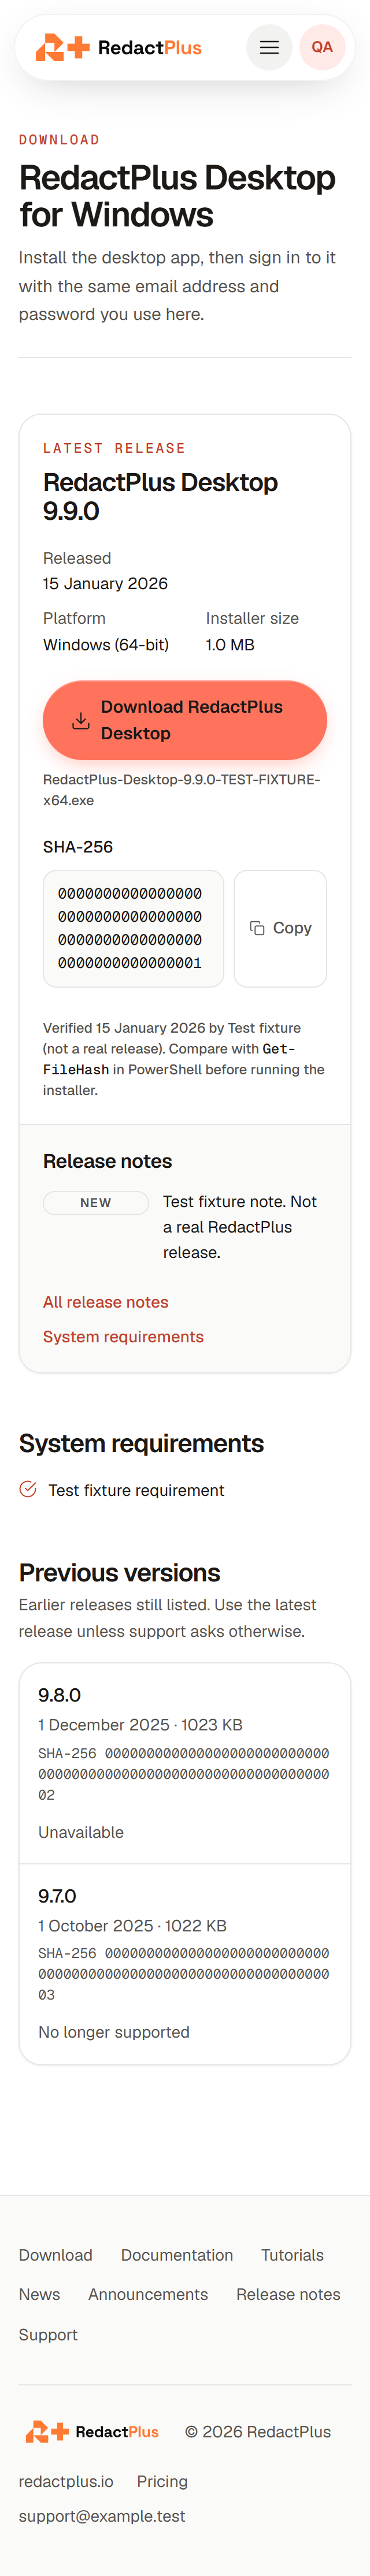 RedactPlus
QA
DOWNLOAD
RedactPlus Desktop
for Windows
Install the desktop app, then sign in to it
with the same email address and
password you use here.
LATEST RELEASE
RedactPlus Desktop
9.9.0
Released
15 January 2026
Platform
Installer size
Windows (64-bit)
1.0 MB
Download RedactPlus
Desktop
RedactPlus-Desktop-9.9.0-TEST-FIXTURE-
x64.exe
SHA-256
0000000000000000
0000000000000000
0000000000000000
0000000000000001
Copy
Verified 15 January 2026 by Test fixture
(not a real release). Compare with Get-
FileHash in PowerShell before running the
installer.
Release notes
NEW
Test fixture note. Not
a real RedactPlus
release.
All release notes
System requirements
System requirements
Test fixture requirement
Previous versions
Earlier releases still listed. Use the latest
release unless support asks otherwise.
9.8.0
1 December 2025 · 1023 KB
SHA-256 000000000000000000000000000
00000000000000000000000000000000000
02
Unavailable
9.7.0
1 October 2025 · 1022 KB
SHA-256 000000000000000000000000000
00000000000000000000000000000000000
03
No longer supported
Download Documentation Tutorials
News Announcements Release notes
Support
RedactPlus © 2026 RedactPlus
redactplus.io Pricing
support@example.test